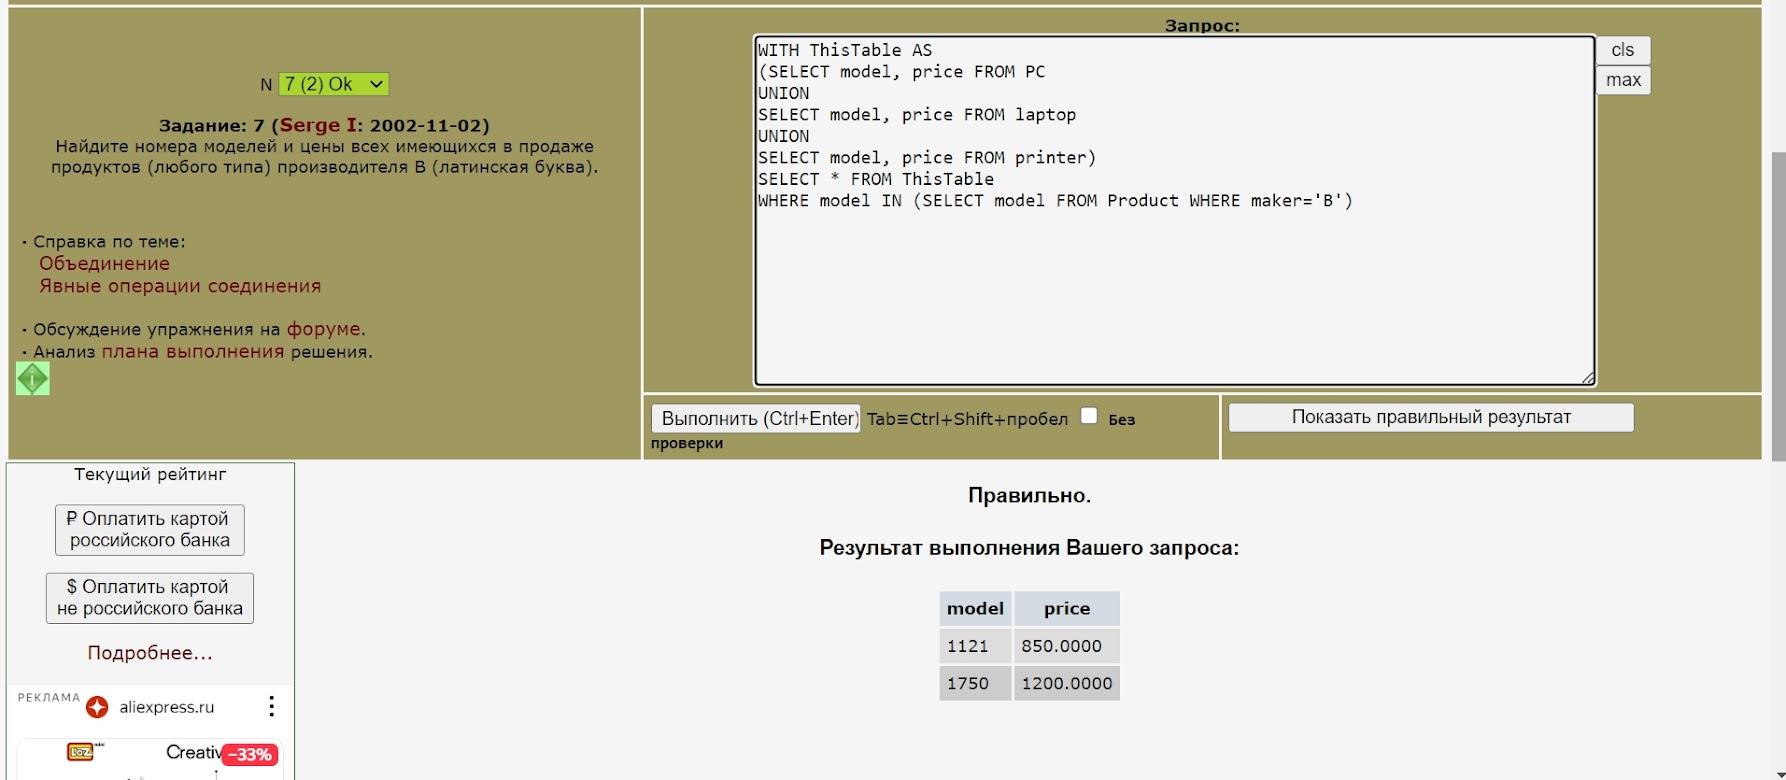 N 7 (2) Ok
Задание: 7 (Serge I: 2002-11-02)
Найдите номера моделей и цены всех имеющихся в продаже
продуктов (любого типа) производителя B (латинская буква).
· Справка по теме:
Объединение
Явные операции соединения
· Обсуждение упражнения на форуме.
· Анализ плана выполнения решения.
Запрос:
WITH ThisTable AS
(SELECT model, price FROM PC
UNION
SELECT model, price FROM laptop
UNION
SELECT model, price FROM printer)
SELECT * FROM ThisTable
WHERE model IN (SELECT model FROM Product WHERE maker='B')
cls
max
Выполнить (Ctrl+Enter) Tab≡Ctrl+Shift+пробел Без
проверки
Показать правильный результат
Текущий рейтинг
₽ Оплатить картой
российского банка
$ Оплатить картой
не российского банка
Подробнее...
РЕКЛАМА
aliexpress.ru
LOZ
Creativ
−33%
Правильно.
Результат выполнения Вашего запроса:
model price
1121 850.0000
1750 1200.0000